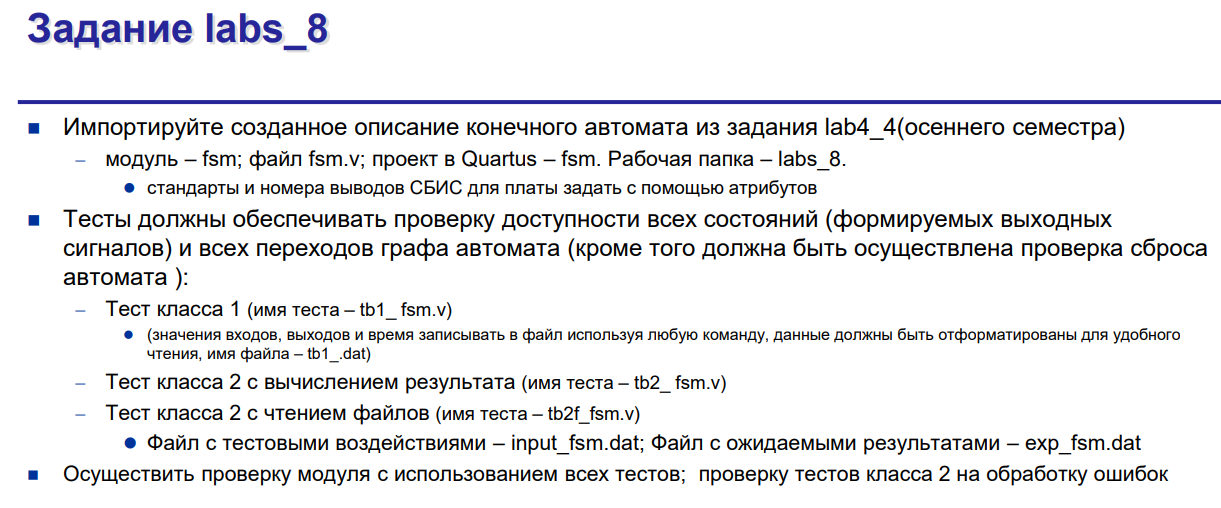 Задание labs_8
Импортируйте созданное описание конечного автомата из задания lab4_4(осеннего семестра)
– модуль – fsm; файл fsm.v; проект в Quartus – fsm. Рабочая папка – labs_8.
стандарты и номера выводов СБИС для платы задать с помощью атрибутов
Тесты должны обеспечивать проверку доступности всех состояний (формируемых выходных
сигналов) и всех переходов графа автомата (кроме того должна быть осуществлена проверка сброса
автомата ):
– Тест класса 1 (имя теста – tb1_ fsm.v)
(значения входов, выходов и время записывать в файл используя любую команду, данные должны быть отформатированы для удобного
чтения, имя файла – tb1_.dat)
– Тест класса 2 с вычислением результата (имя теста – tb2_ fsm.v)
– Тест класса 2 с чтением файлов (имя теста – tb2f_fsm.v)
Файл с тестовыми воздействиями – input_fsm.dat; Файл с ожидаемыми результатами – exp_fsm.dat
Осуществить проверку модуля с использованием всех тестов; проверку тестов класса 2 на обработку ошибок